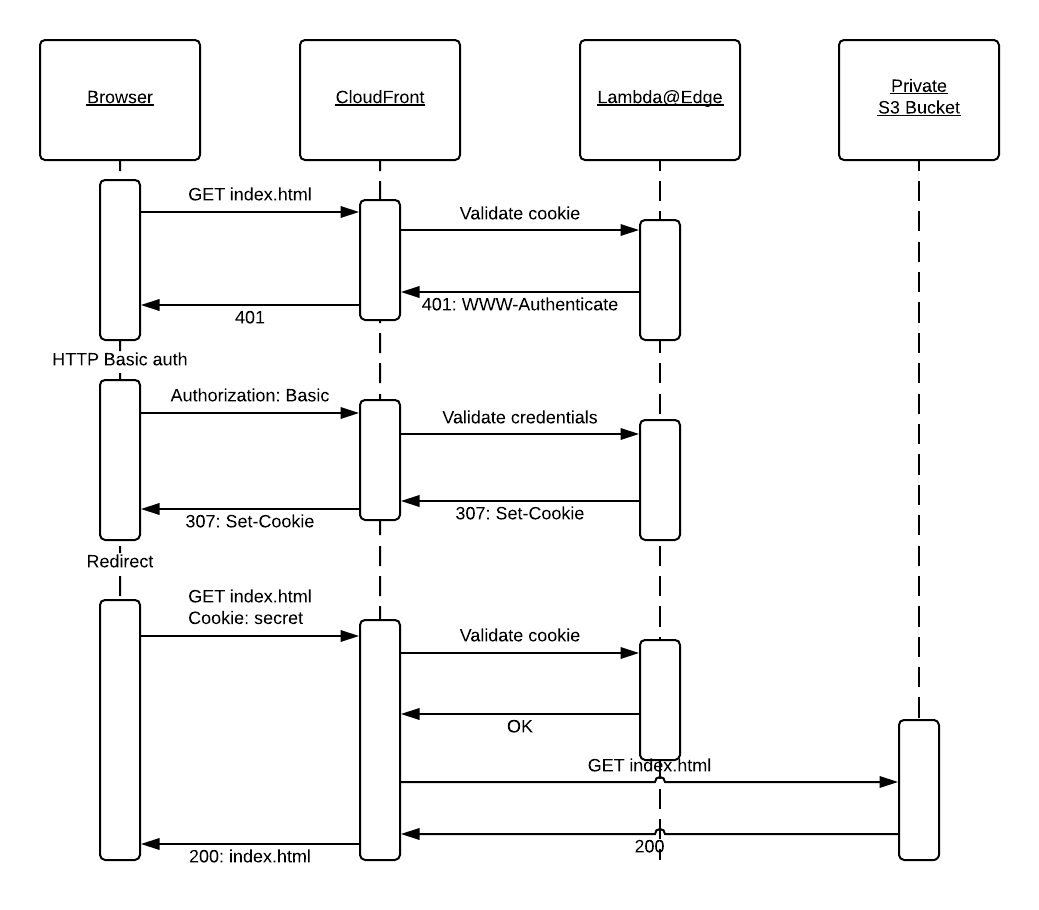 Browser
CloudFront
Lambda@Edge
Private
S3 Bucket
GET index.html
Validate cookie
401: WWW-Authenticate
401
HTTP Basic auth
Authorization: Basic
Validate credentials
307: Set-Cookie
307: Set-Cookie
Redirect
GET index.html
Cookie: secret
Validate cookie
OK
GET index.html
200
200: index.html